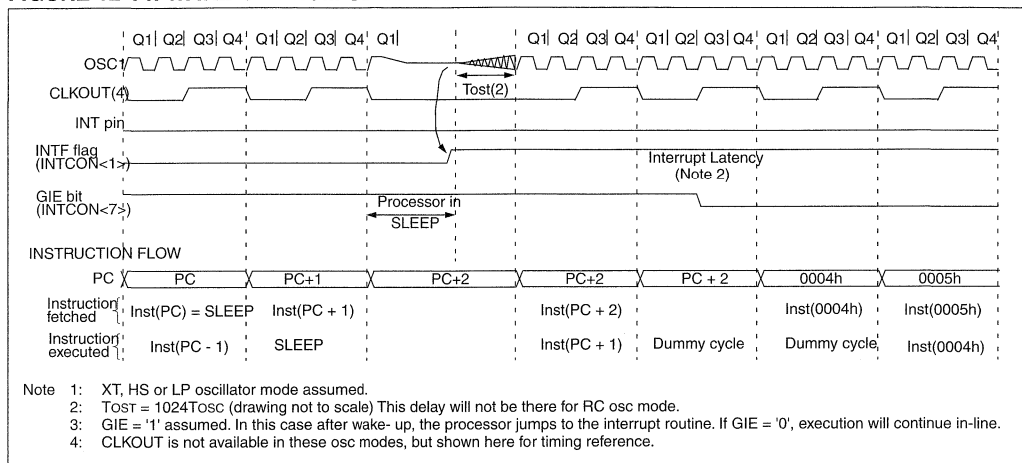 Q1| Q2| Q3| Q4| Q1| Q2| Q3| Q4| Q1| Q1| Q2| Q3| Q4| Q1| Q2| Q3| Q4| Q1| Q2| Q3| Q4| Q1| Q2| Q3| Q4|
OSC1
Tost(2)
CLKOUT(4)
INT pin
INTF flag
(INTCON<1>)
Interrupt Latency
(Note 2)
GIE bit
(INTCON<7>)
Processor in
SLEEP
INSTRUCTION FLOW
PC PC PC+1 PC+2 PC+2 PC + 2 0004h 0005h
Instruction
fetched
Inst(PC) = SLEEP Inst(PC + 1) Inst(PC + 2) Inst(0004h) Inst(0005h)
Instruction
executed
Inst(PC - 1) SLEEP Inst(PC + 1) Dummy cycle Dummy cycle Inst(0004h)
Note 1: XT, HS or LP oscillator mode assumed.
2: TOST = 1024TOSC (drawing not to scale) This delay will not be there for RC osc mode.
3: GIE = '1' assumed. In this case after wake- up, the processor jumps to the interrupt routine. If GIE = '0', execution will continue in-line.
4: CLKOUT is not available in these osc modes, but shown here for timing reference.